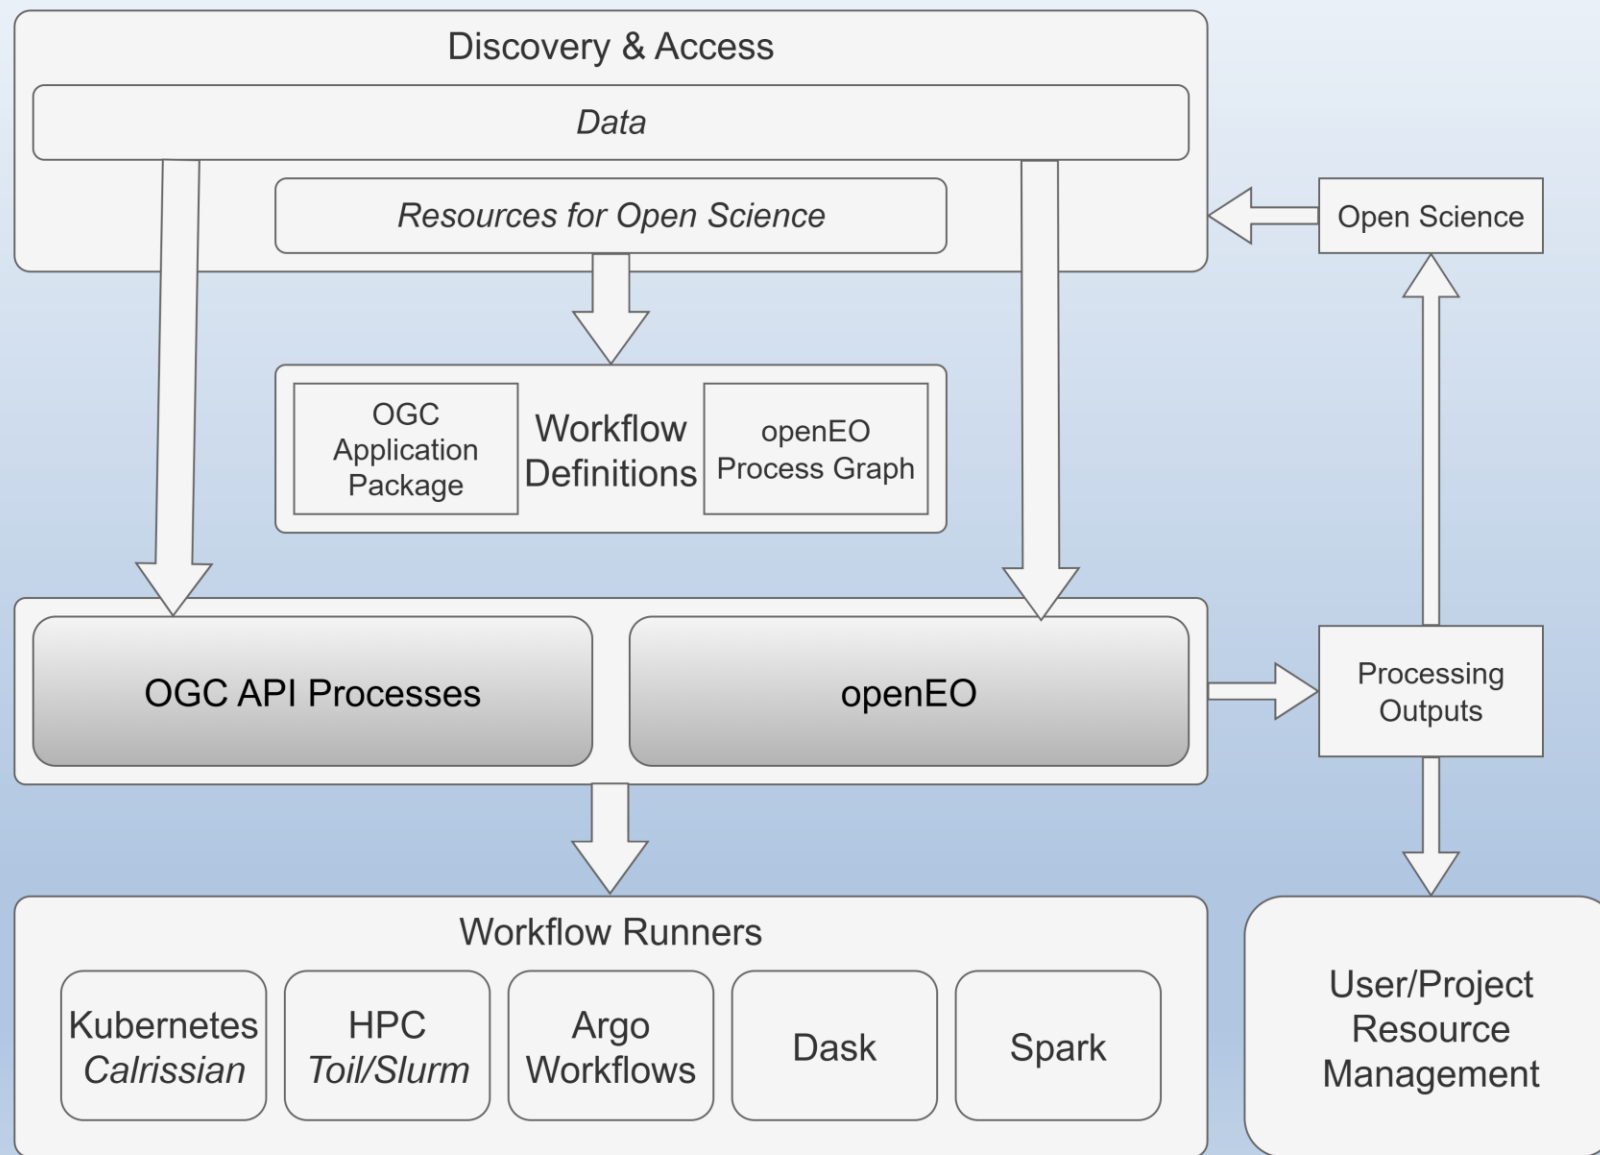 Discovery & Access
Data
Resources for Open Science
Open Science
OGC
Application
Package
Workflow
Definitions
openEO
Process Graph
OGC API Processes
openEO
Processing
Outputs
Workflow Runners
Kubernetes
Calrissian
HPC
Toil/Slurm
Argo
Workflows
Dask
Spark
User/Project
Resource
Management